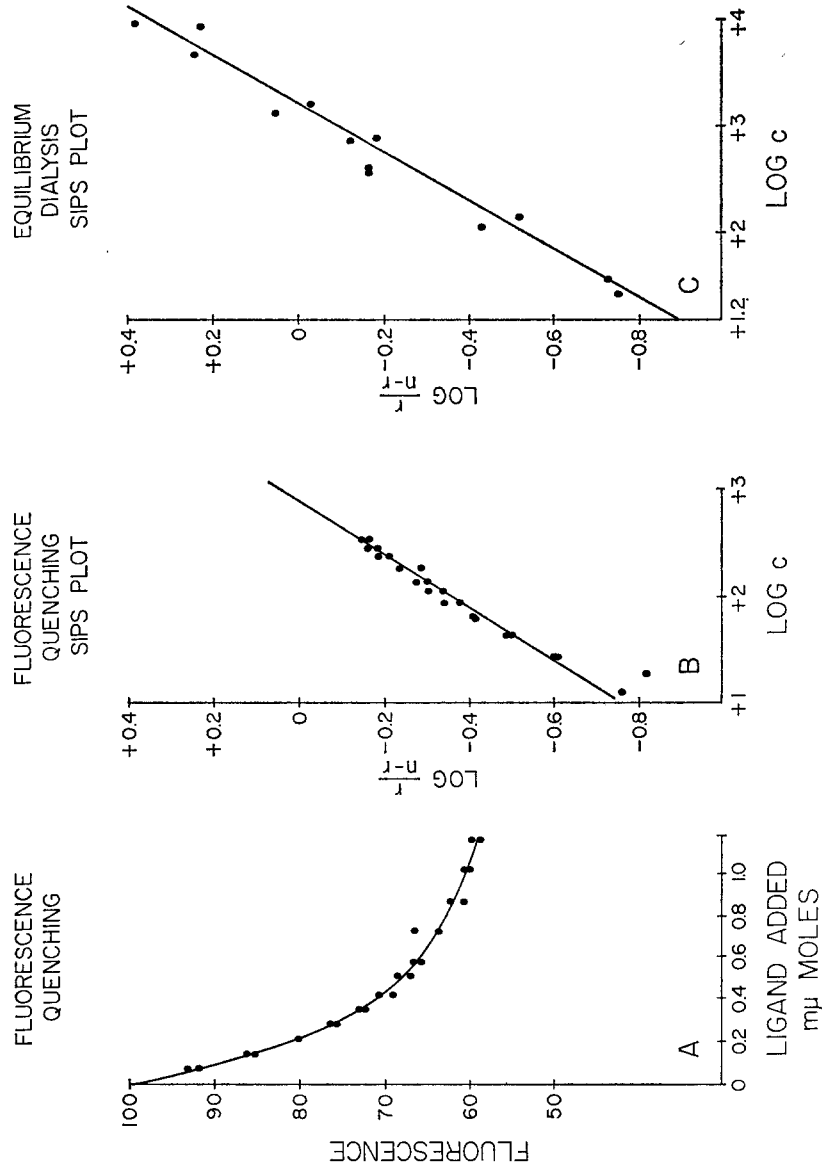 FLUORESCENCE
QUENCHING
FLUORESCENCE
100
90
80
70
60
50
A
0
0.2
0.4
0.6
0.8
1.0
LIGAND ADDED
mμ MOLES
FLUORESCENCE
QUENCHING
SIPS PLOT
LOG r
n-r
+0.4
+0.2
0
-0.2
-0.4
-0.6
-0.8
B
+1
+2
+3
LOG c
EQUILIBRIUM
DIALYSIS
SIPS PLOT
LOG r
n-r
+0.4
+0.2
0
-0.2
-0.4
-0.6
-0.8
C
+1.2
+2
+3
+4
LOG c